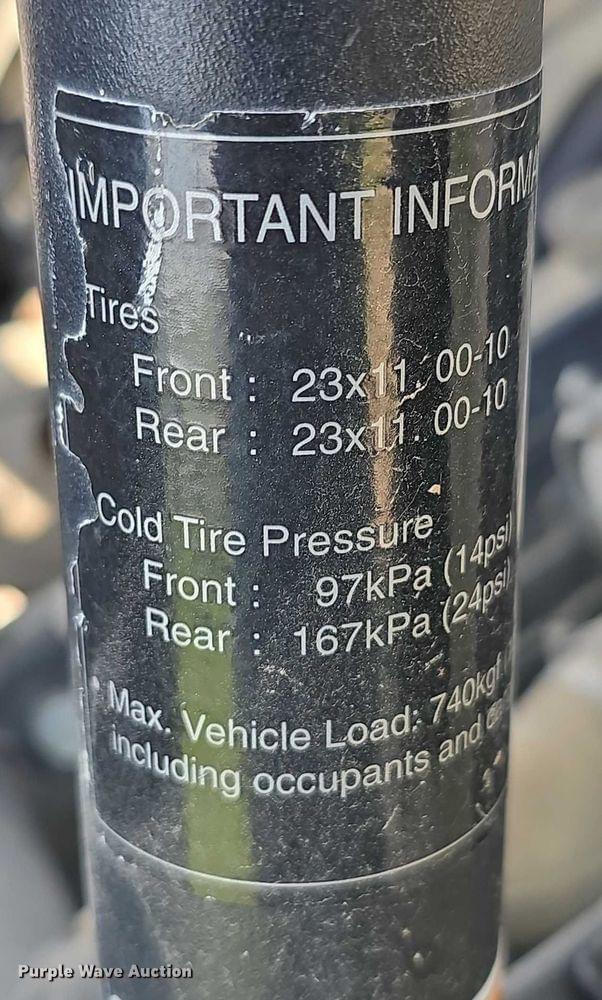 IMPORTANT INFORM
Tires
Front : 23x11. 00-10
Rear : 23x11. 00-10
Cold Tire Pressure
Front : 97kPa (14psi)
Rear : 167kPa (24psi)
Max. Vehicle Load: 740kgf
including occupants and
Purple Wave Auction